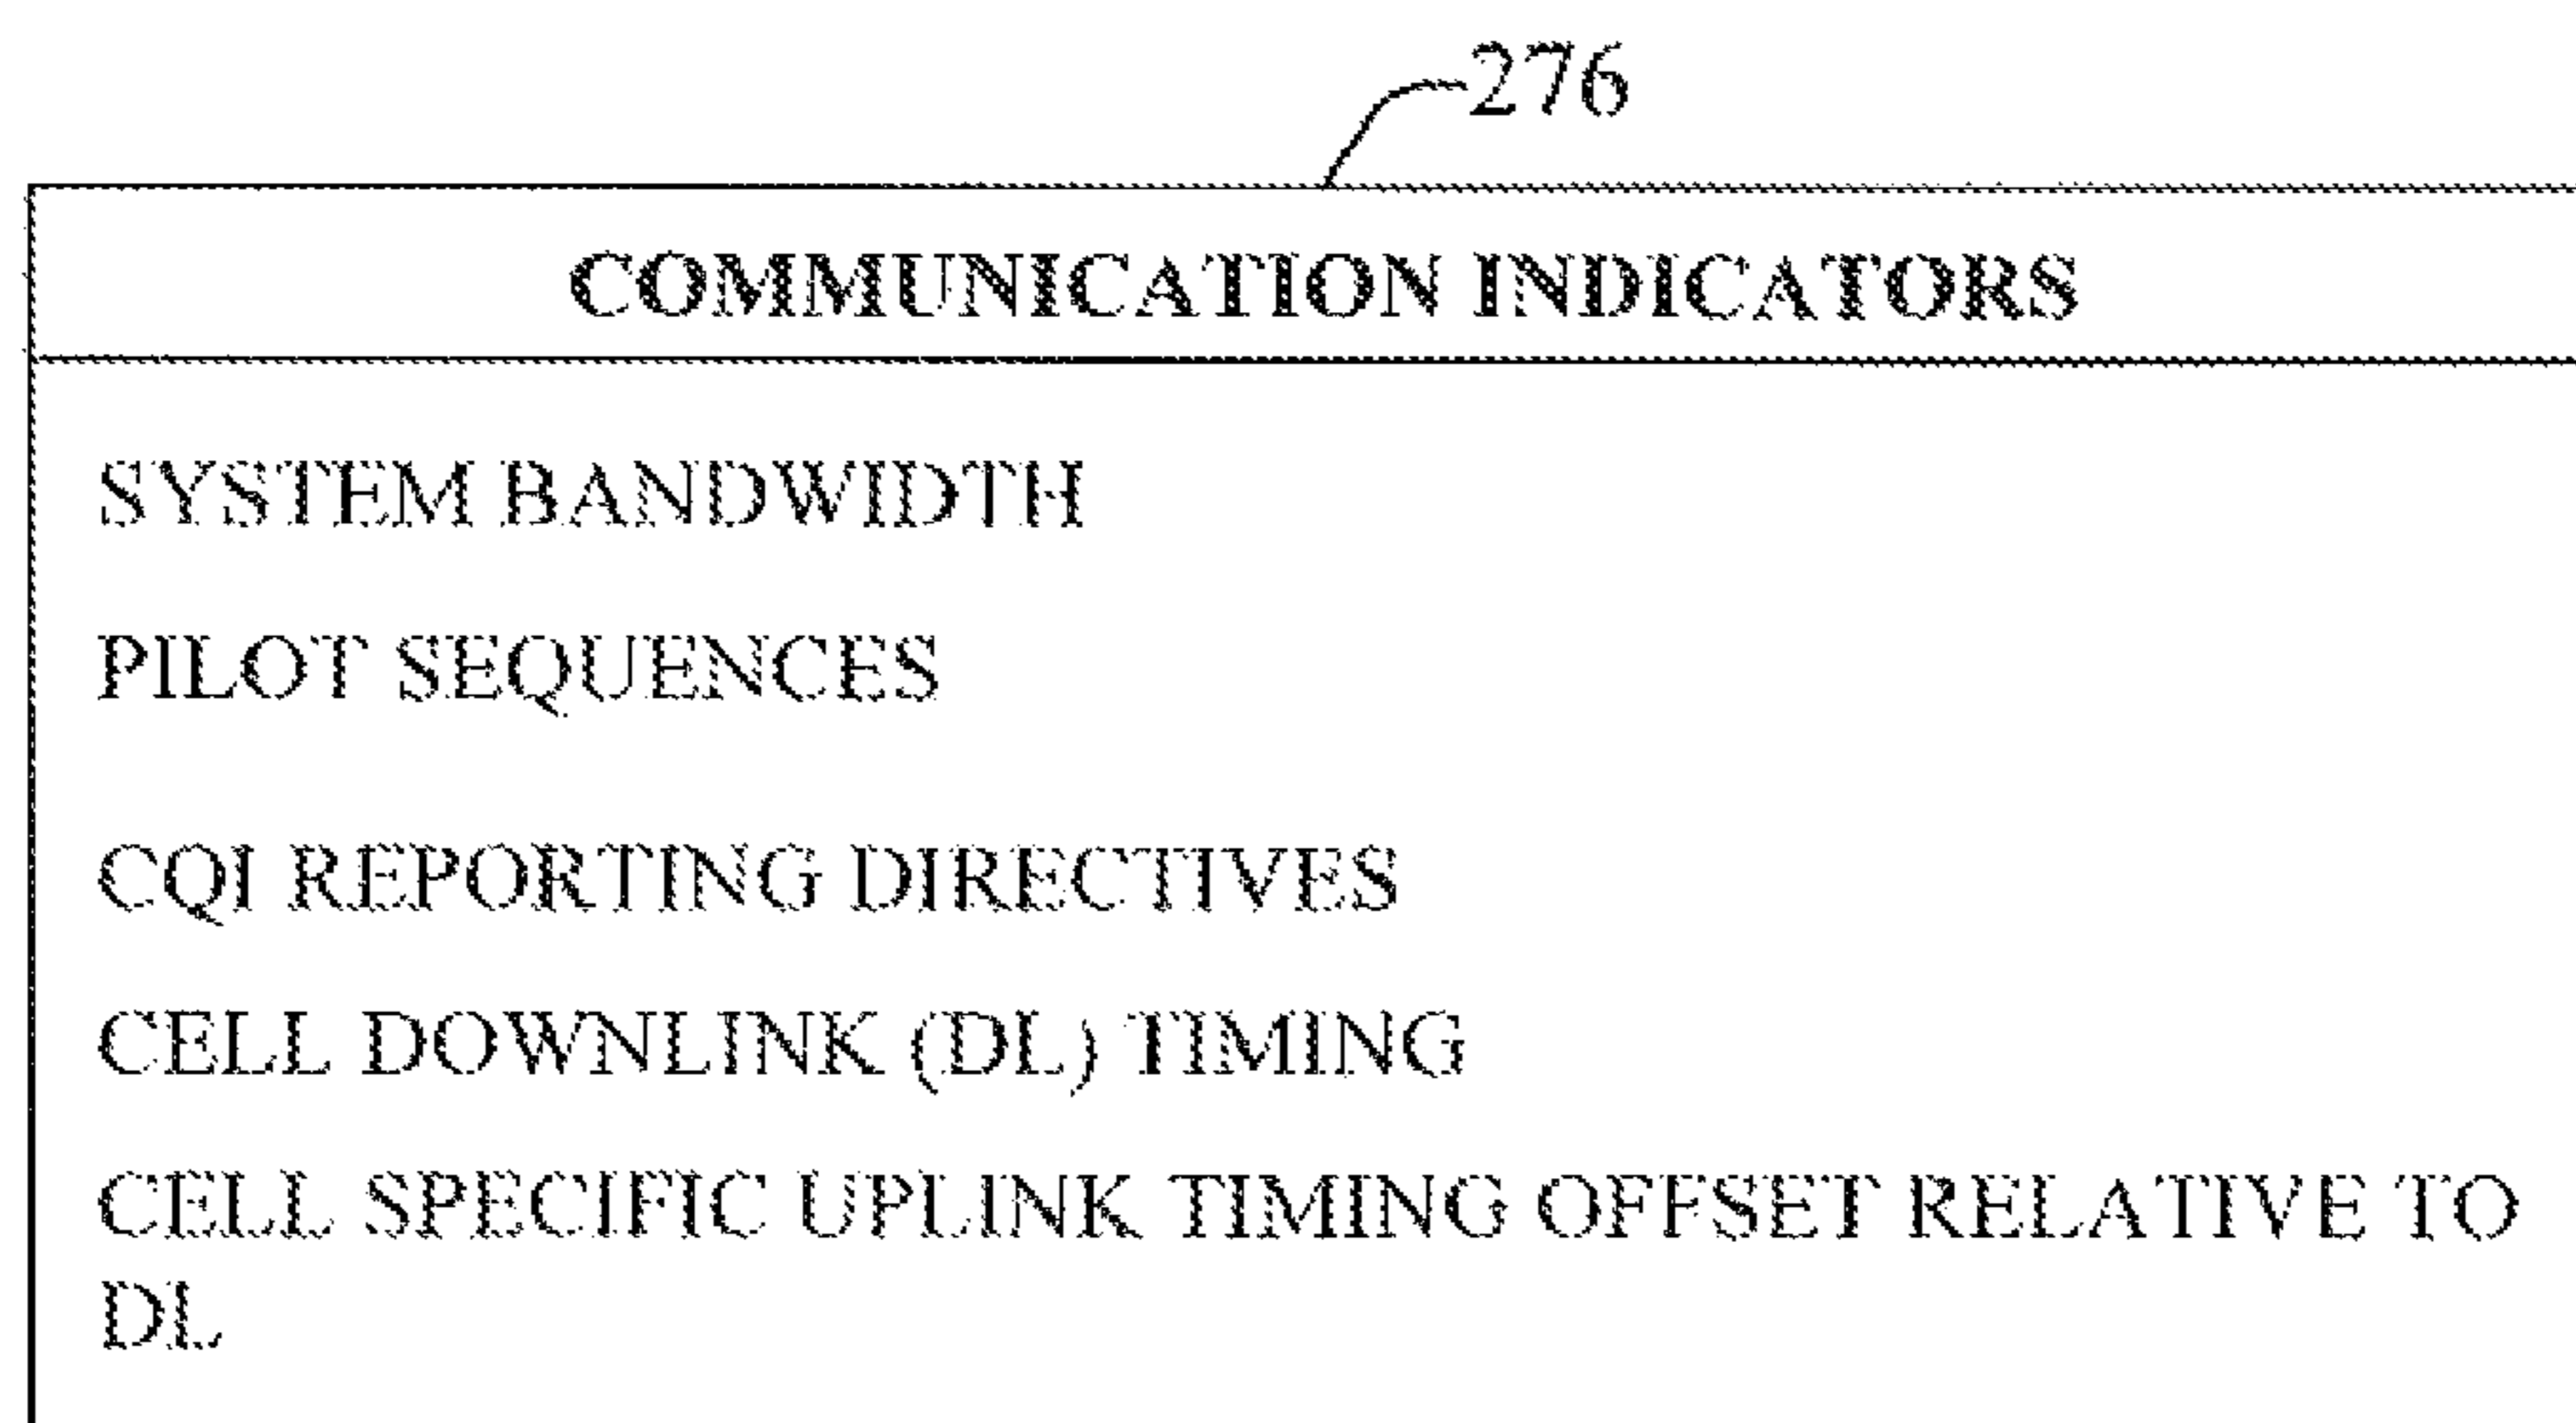 276
COMMUNICATION INDICATORS
SYSTEM BANDWIDTH
PILOT SEQUENCES
CQI REPORTING DIRECTIVES
CELL DOWNLINK (DL) TIMING
CELL SPECIFIC UPLINK TIMING OFFSET RELATIVE TO
DL